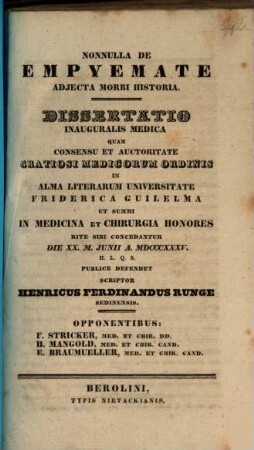 NONNULLA DE
EMPYEMATE
ADJECTA MORBI HISTORIA.
DISSERTATIO
INAUGURALIS MEDICA
QUAM
CONSENSU ET AUCTORITATE
GRATIOSI MEDICORUM ORDINIS
IN
ALMA LITERARUM UNIVERSITATE
FRIDERICA GUILELMA
UT SUMMI
IN MEDICINA ET CHIRURGIA HONORES
RITE SIBI CONCEDANTUR
DIE XX. M. JUNII A. MDCCCXXXV.
H. L. Q. S.
PUBLICE DEFENDET
SCRIPTOR
HENRICUS FERDINANDUS RUNGE
SEDINENSIS.
OPPONENTIBUS:
F. STRICKER, MED. ET CHIR. DD.
H. MANGOLD, MED. ET CHIR. CAND.
E. BRAUMUELLER, MED. ET CHIR. CAND.
BEROLINI,
TYPIS NIETACKIANIS.